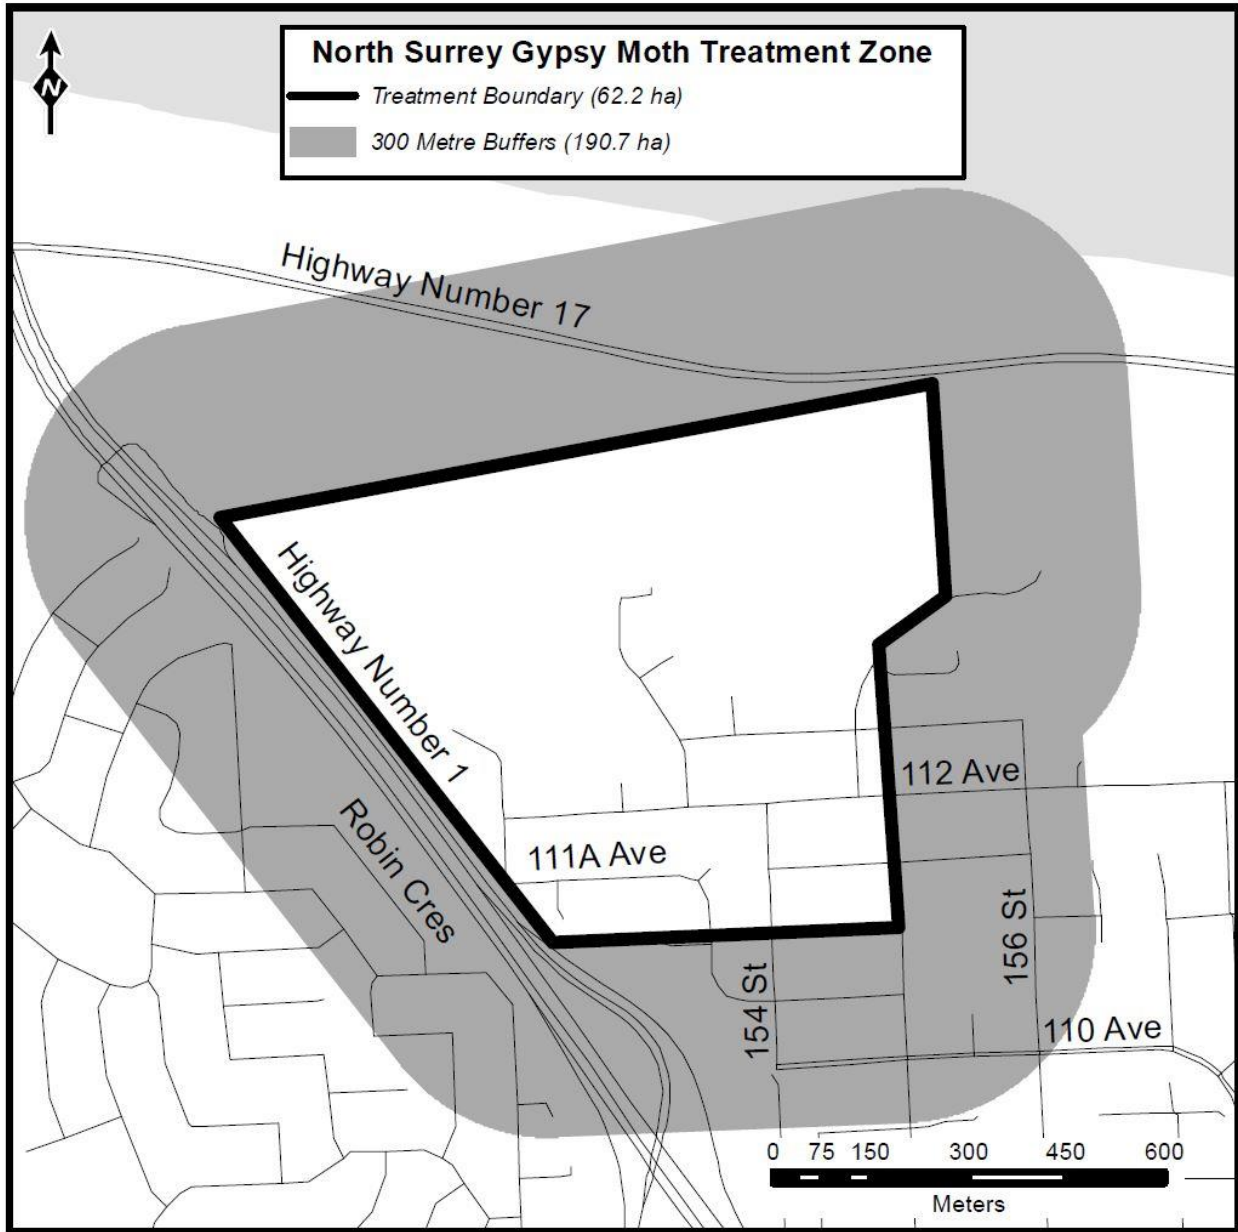 North Surrey Gypsy Moth Treatment Zone
N
Treatment Boundary (62.2 ha)
300 Metre Buffers (190.7 ha)
Highway Number 17
Highway Number 1
112 Ave
Robin Cres
111A Ave
156 St
154 St
110 Ave
0 75 150 300 450 600
Meters